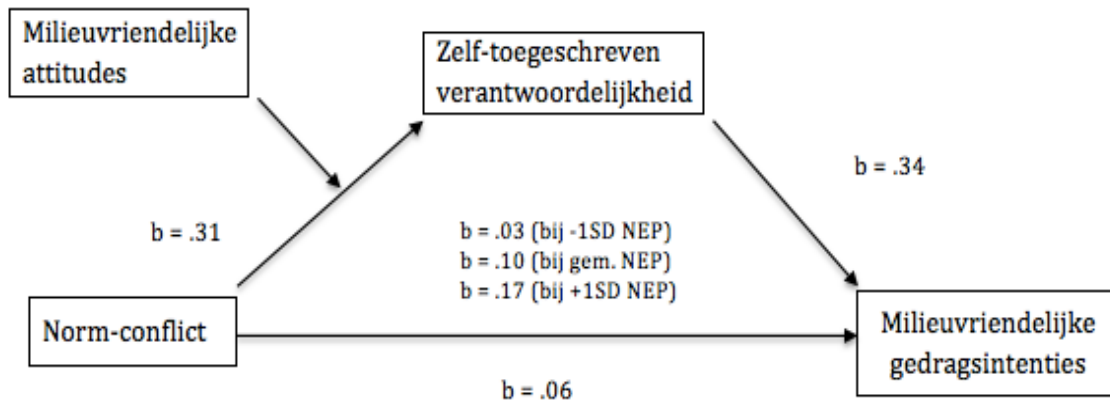 Milieuvriendelijke
attitudes
Zelf-toegeschreven
verantwoordelijkheid
b = .34
b = .31
b = .03 (bij -1SD NEP)
b = .10 (bij gem. NEP)
b = .17 (bij +1SD NEP)
Norm-conflict
Milieuvriendelijke
gedragsintenties
b = .06